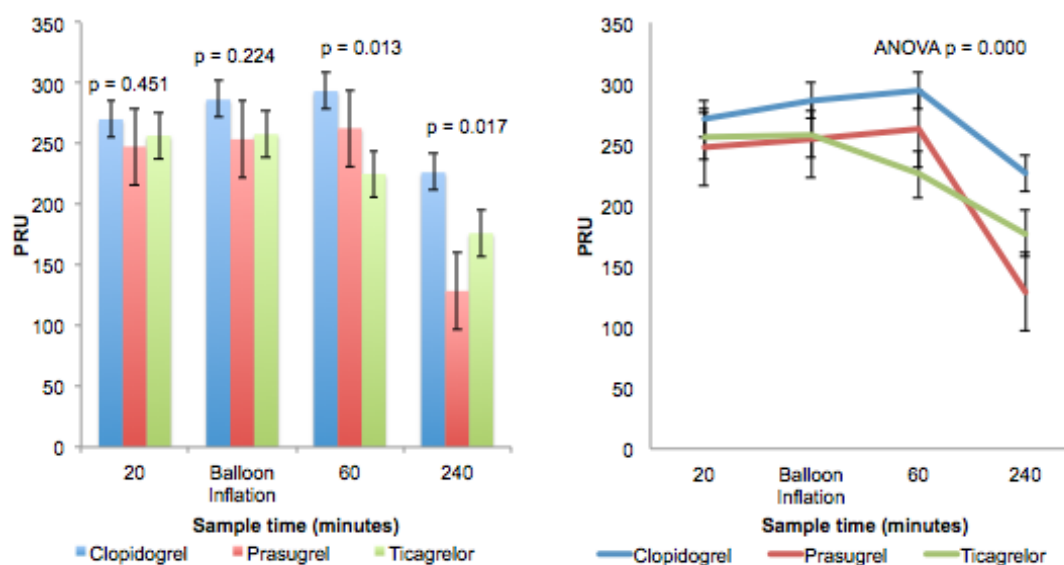 350
300
250
200
150
100
50
0
PRU
p = 0.451
p = 0.224
p = 0.013
p = 0.017
20
Balloon
Inflation
60
240
Sample time (minutes)
Clopidogrel Prasugrel Ticagrelor
350
300
250
200
150
100
50
0
PRU
ANOVA p = 0.000
20
Balloon
Inflation
60
240
Sample time (minutes)
Clopidogrel Prasugrel Ticagrelor